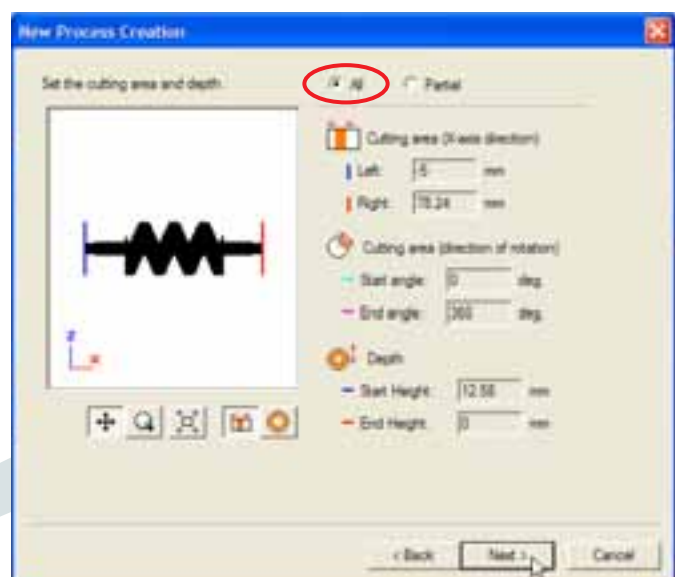 New Process Creation
Set the cutting area and depth.
All
Partial
Cutting area (X-axis direction)
Left: -5 mm
Right: 78.24 mm
Cutting area (direction of rotation)
Start angle: 0 deg.
End angle: 360 deg.
Depth
Start Height: 12.58 mm
End Height: 0 mm
Z
X
< Back
Next >
Cancel